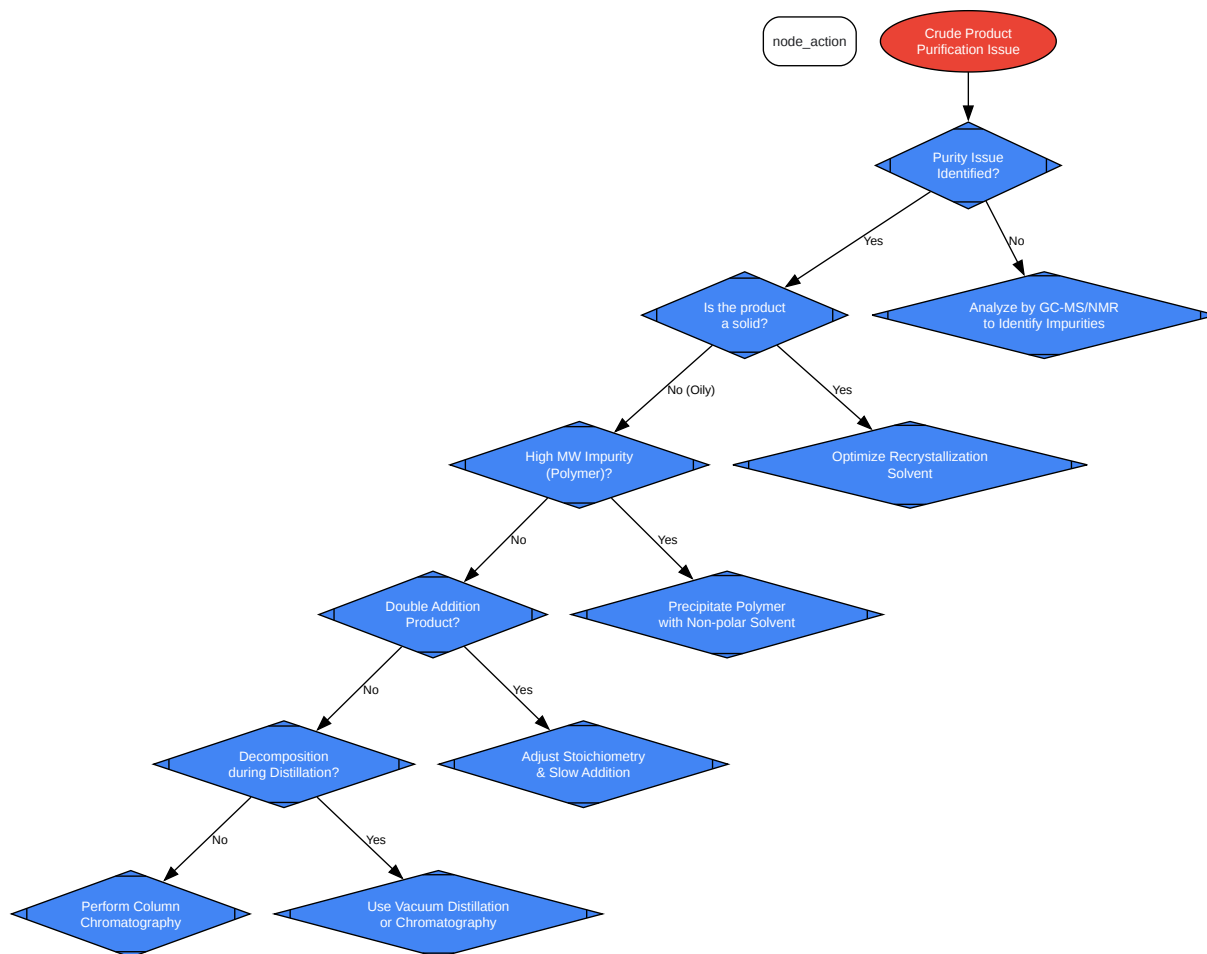 node_action
Crude Product
Purification Issue
Purity Issue
Identified?
Yes
No
Is the product
a solid?
Analyze by GC-MS/NMR
to Identify Impurities
No (Oily)
Yes
High MW Impurity
(Polymer)?
Optimize Recrystallization
Solvent
No
Yes
Double Addition
Product?
Precipitate Polymer
with Non-polar Solvent
No
Yes
Decomposition
during Distillation?
Adjust Stoichiometry
& Slow Addition
No
Yes
Perform Column
Chromatography
Use Vacuum Distillation
or Chromatography